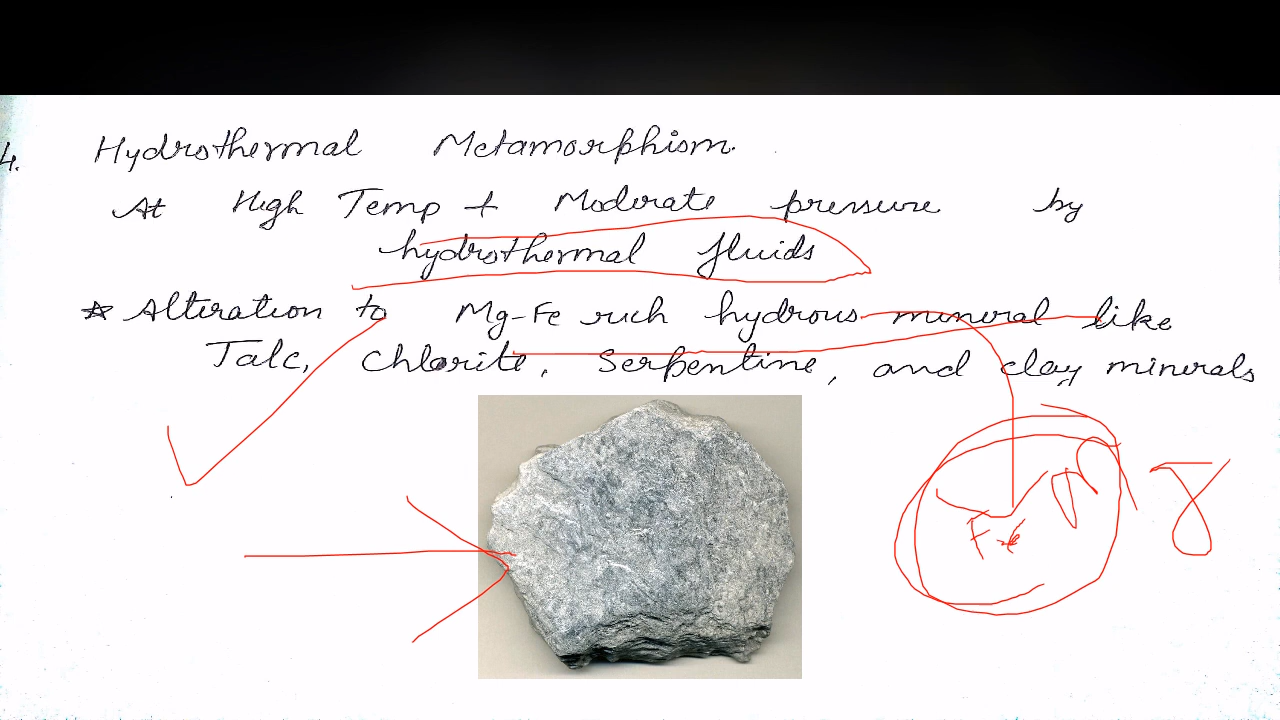 4. Hydrothermal Metamorphism.
At High Temp + Moderate pressure by
hydrothermal fluids
☆ Alteration to Mg-Fe rich hydrous mineral like
Talc, Chlorite, Serpentine, and clay minerals
Fe